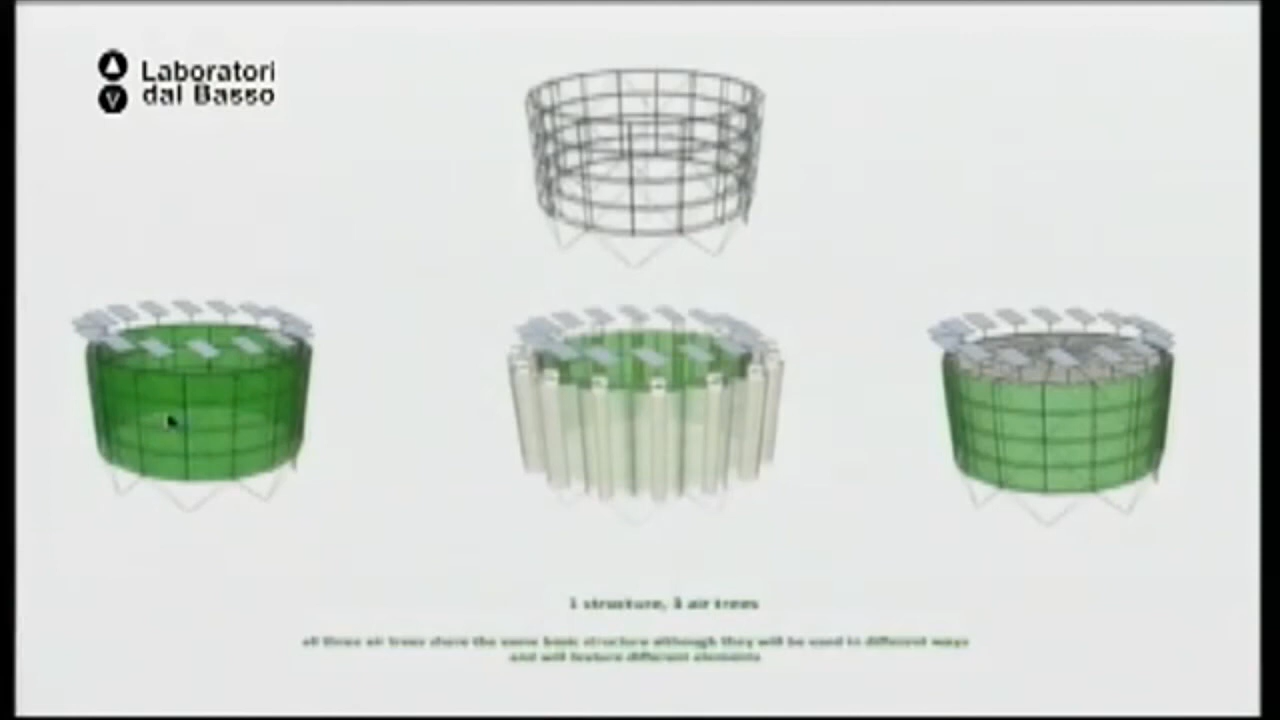 Laboratori
dal Basso
1 structure, 3 air trees
all three air trees share the same basic structure although they will be used in different ways
and will feature different elements